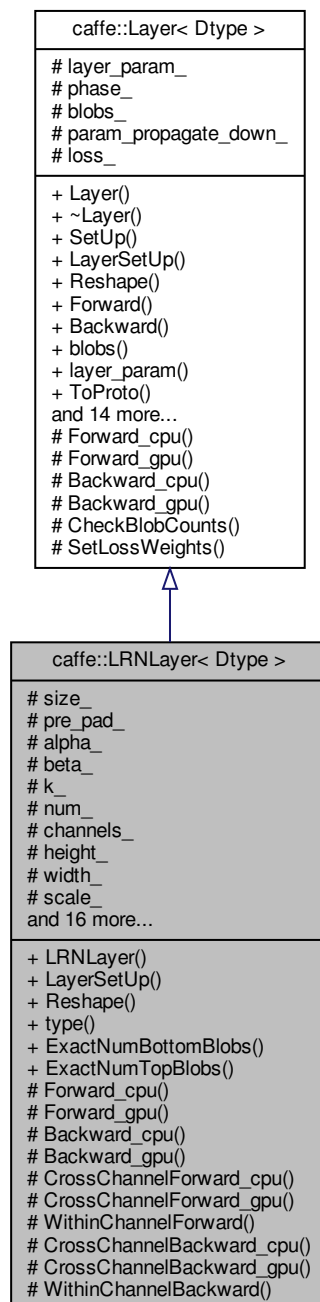 caffe::Layer< Dtype >
# layer_param_
# phase_
# blobs_
# param_propagate_down_
# loss_
+ Layer()
+ ~Layer()
+ SetUp()
+ LayerSetUp()
+ Reshape()
+ Forward()
+ Backward()
+ blobs()
+ layer_param()
+ ToProto()
and 14 more...
# Forward_cpu()
# Forward_gpu()
# Backward_cpu()
# Backward_gpu()
# CheckBlobCounts()
# SetLossWeights()
caffe::LRNLayer< Dtype >
# size_
# pre_pad_
# alpha_
# beta_
# k_
# num_
# channels_
# height_
# width_
# scale_
and 16 more...
+ LRNLayer()
+ LayerSetUp()
+ Reshape()
+ type()
+ ExactNumBottomBlobs()
+ ExactNumTopBlobs()
# Forward_cpu()
# Forward_gpu()
# Backward_cpu()
# Backward_gpu()
# CrossChannelForward_cpu()
# CrossChannelForward_gpu()
# WithinChannelForward()
# CrossChannelBackward_cpu()
# CrossChannelBackward_gpu()
# WithinChannelBackward()